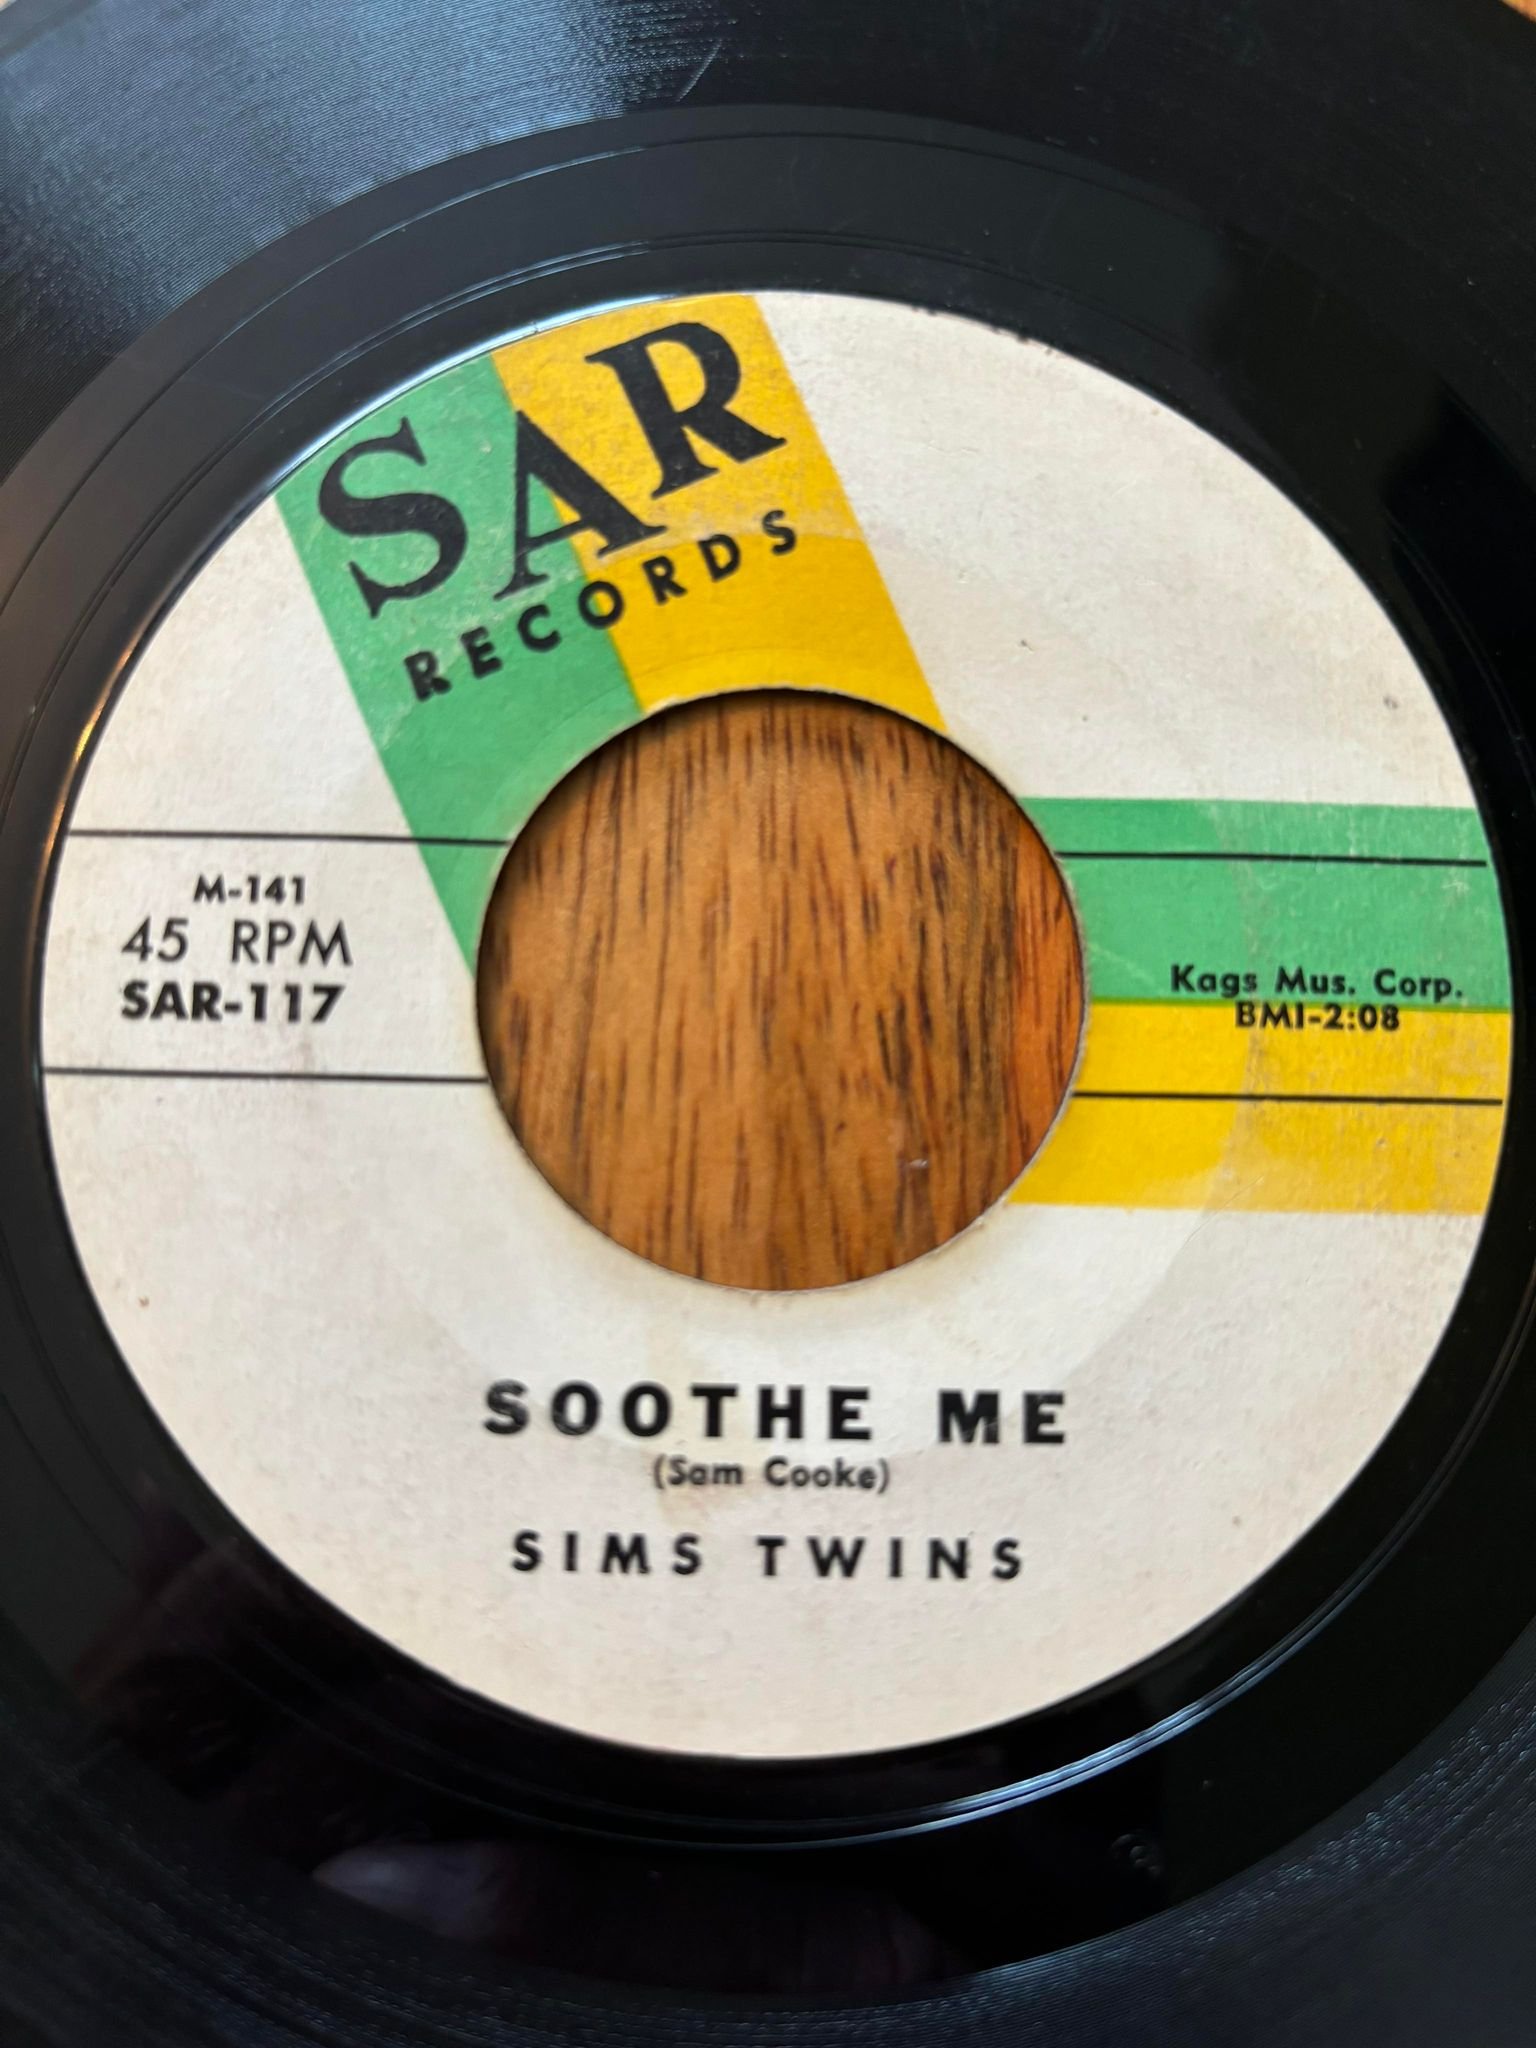 SAR
RECORDS
M-141
45 RPM
SAR-117
Kags Mus. Corp.
BMI-2:08
SOOTHE ME
(Sam Cooke)
SIMS TWINS